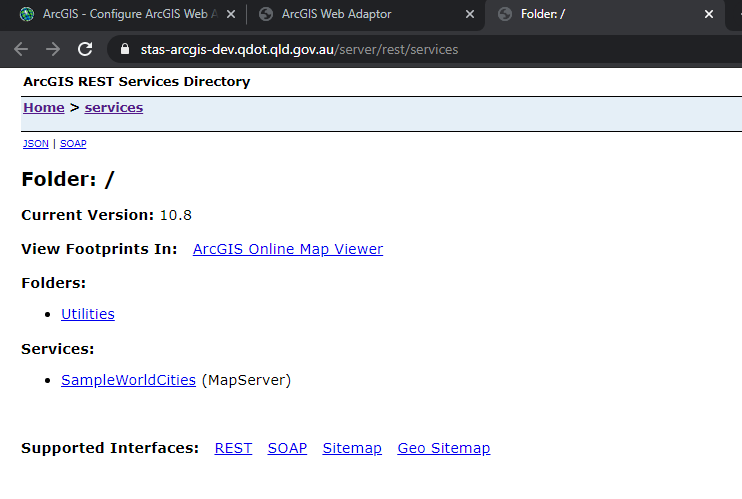 ArcGIS - Configure ArcGIS Web A
ArcGIS Web Adaptor
Folder: /
stas-arcgis-dev.qdot.qld.gov.au/server/rest/services
ArcGIS REST Services Directory
Home > services
JSON | SOAP
Folder: /
Current Version: 10.8
View Footprints In: ArcGIS Online Map Viewer
Folders:
• Utilities
Services:
• SampleWorldCities (MapServer)
Supported Interfaces: REST SOAP Sitemap Geo Sitemap